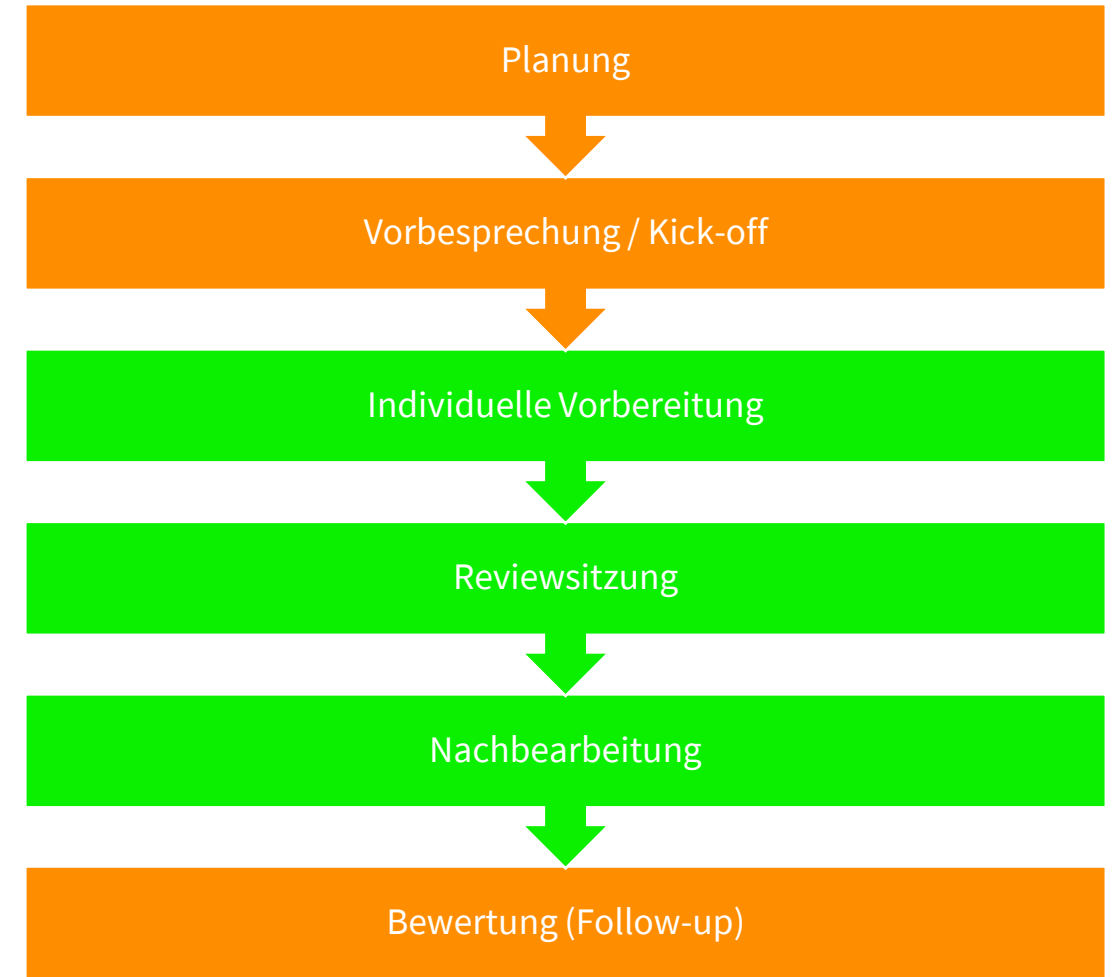 Planung
Vorbesprechung / Kick-off
Individuelle Vorbereitung
Reviewsitzung
Nachbearbeitung
Bewertung (Follow-up)